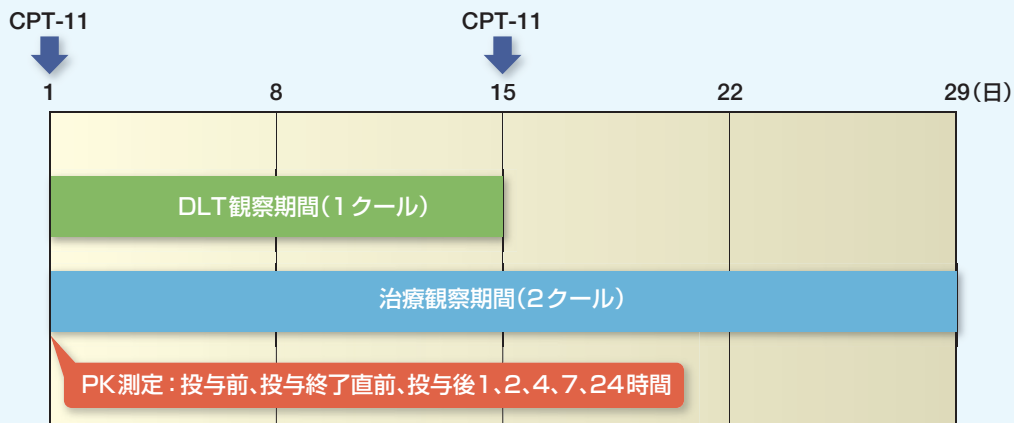 CPT-11 CPT-11
1 8 15 22 29（日）
DLT観察期間（1クール）
治療観察期間（2クール）
PK測定：投与前、投与終了直前、投与後1、2、4、7、24時間